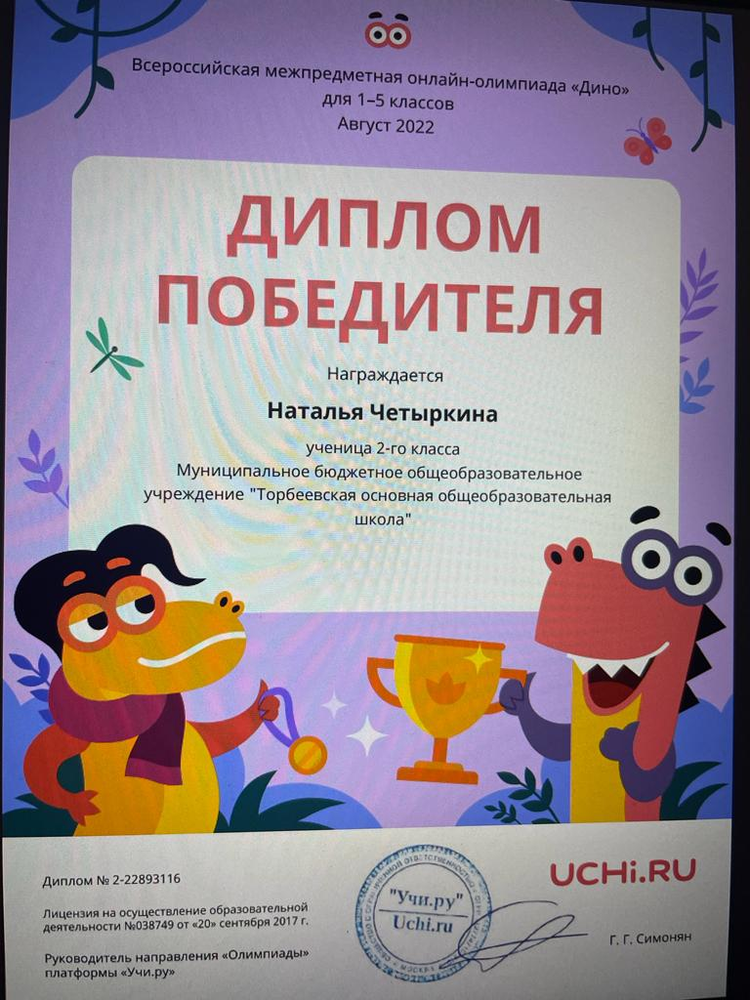 Всероссийская межпредметная онлайн-олимпиада «Дино»
для 1–5 классов
Август 2022
ДИПЛОМ
ПОБЕДИТЕЛЯ
Награждается
Наталья Четыркина
ученица 2-го класса
Муниципальное бюджетное общеобразовательное
учреждение "Торбеевская основная общеобразовательная
школа"
Диплом № 2-22893116
Лицензия на осуществление образовательной
деятельности №038749 от «20» сентября 2017 г.
Руководитель направления «Олимпиады»
платформы «Учи.ру»
"Учи.ру"
Uchi.ru
МОСКВА
UCHi.RU
Г. Г. Симонян